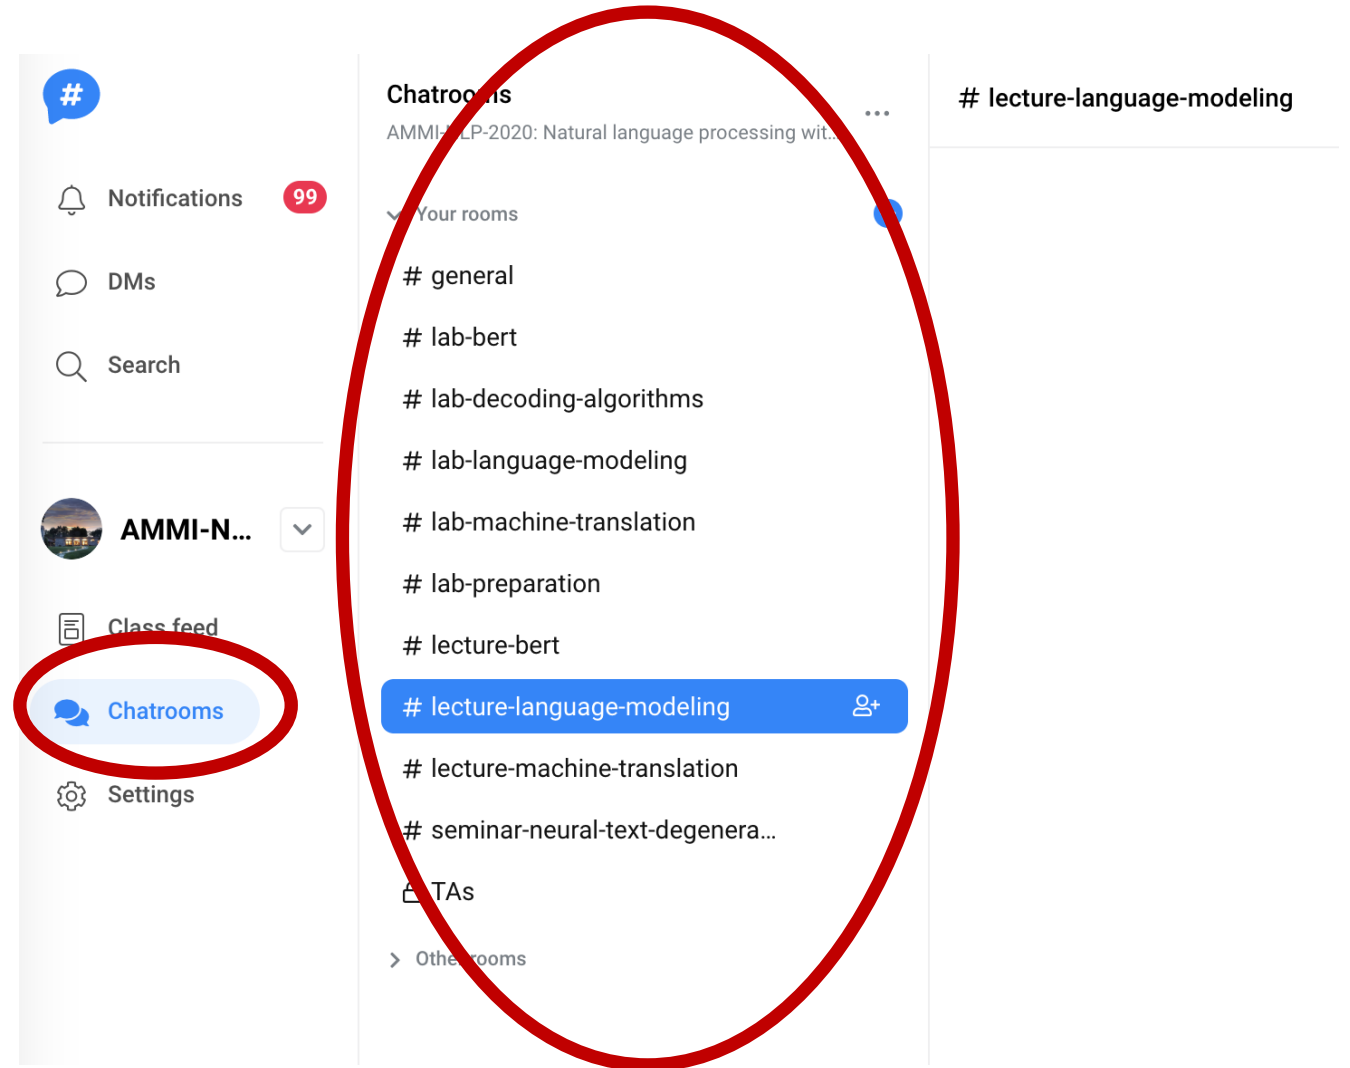 #
Notifications 99
DMs
Search
AMMI-N...
Class feed
Chatrooms
Settings
Chatrooms
AMMI-NLP-2020: Natural language processing wit...
Your rooms
# general
# lab-bert
# lab-decoding-algorithms
# lab-language-modeling
# lab-machine-translation
# lab-preparation
# lecture-bert
# lecture-language-modeling
# lecture-machine-translation
# seminar-neural-text-degenera...
TAs
Other rooms
# lecture-language-modeling